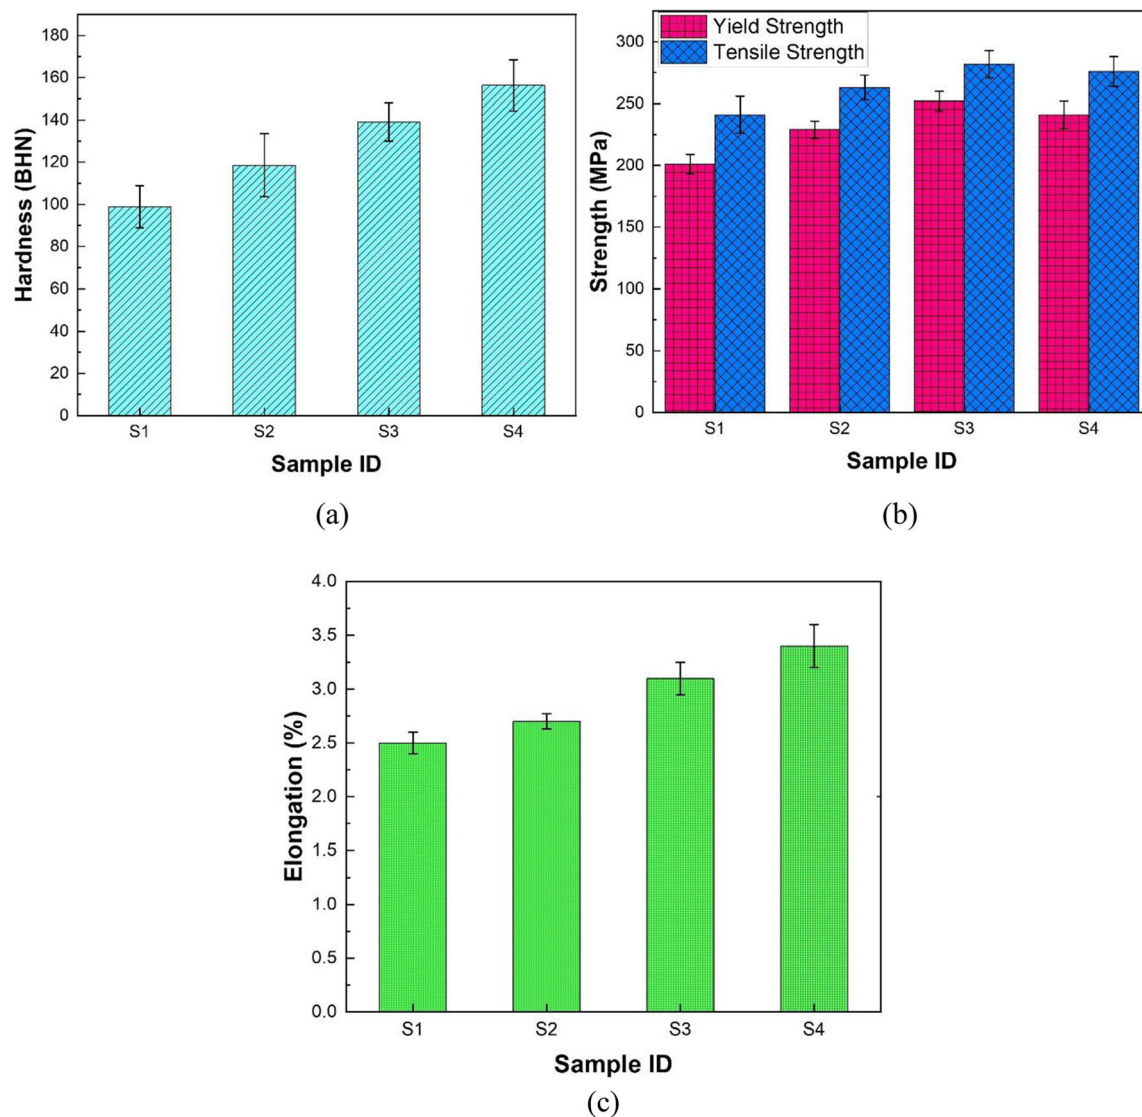 180
160
140
120
100
80
60
40
20
0
Hardness (BHN)
S1 S2 S3 S4
Sample ID
(a)
Yield Strength
Tensile Strength
300
250
200
150
100
50
0
Strength (MPa)
S1 S2 S3 S4
Sample ID
(b)
4.0
3.5
3.0
2.5
2.0
1.5
1.0
0.5
0.0
Elongation (%)
S1 S2 S3 S4
Sample ID
(c)